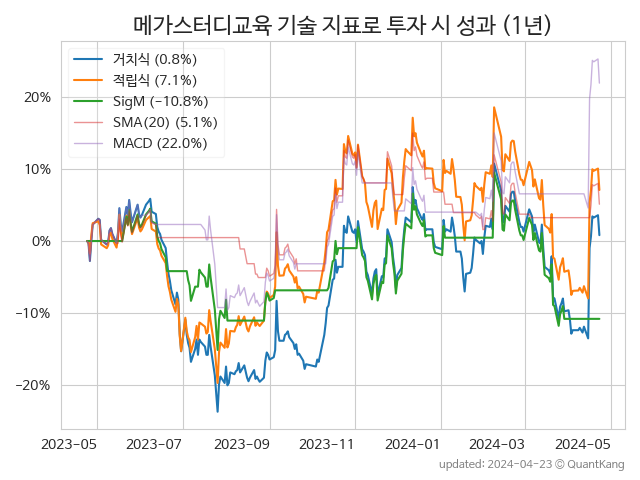 메가스터디교육 기술 지표로 투자 시 성과 (1년)
거치식 (0.8%)
적립식 (7.1%)
SigM (−10.8%)
SMA(20) (5.1%)
MACD (22.0%)
20%
10%
0%
−10%
−20%
2023-05 2023-07 2023-09 2023-11 2024-01 2024-03 2024-05
updated: 2024-04-23 © QuantKang